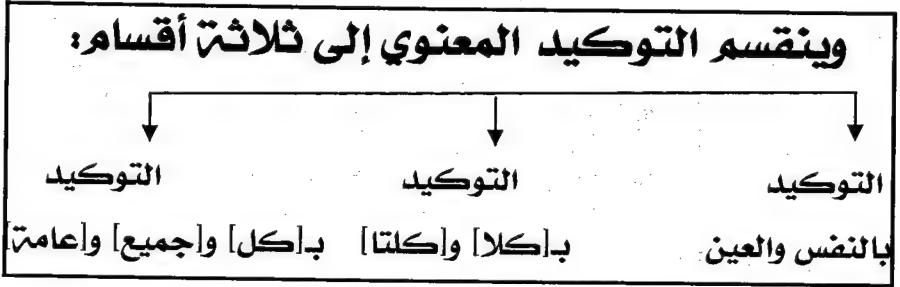 وينقسم التوكيد المعنوي إلى ثلاثة أقسام:
التوكيد التوكيد التوكيد
بالنفس والعين بـ[كلا] و[كلتا] بـ[كل] و[جميع] و[عامة]